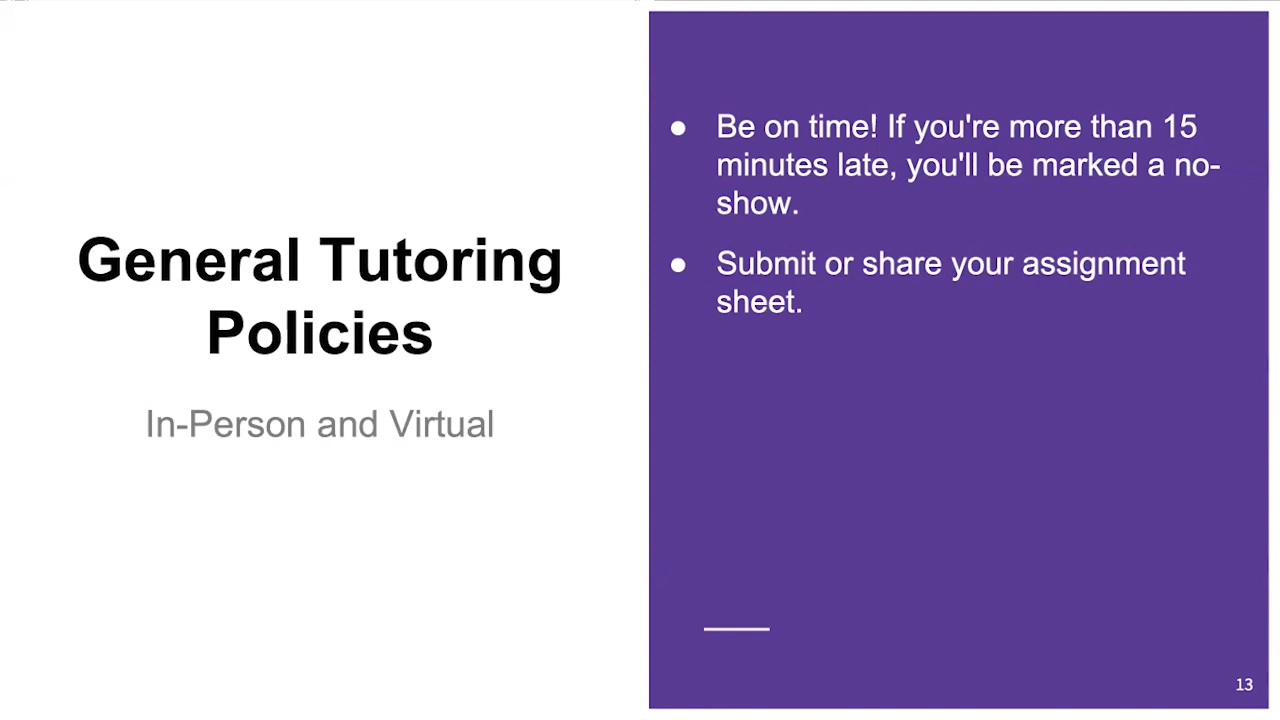 General Tutoring
Policies
In-Person and Virtual
● Be on time! If you're more than 15
minutes late, you'll be marked a no-
show.
● Submit or share your assignment
sheet.
13